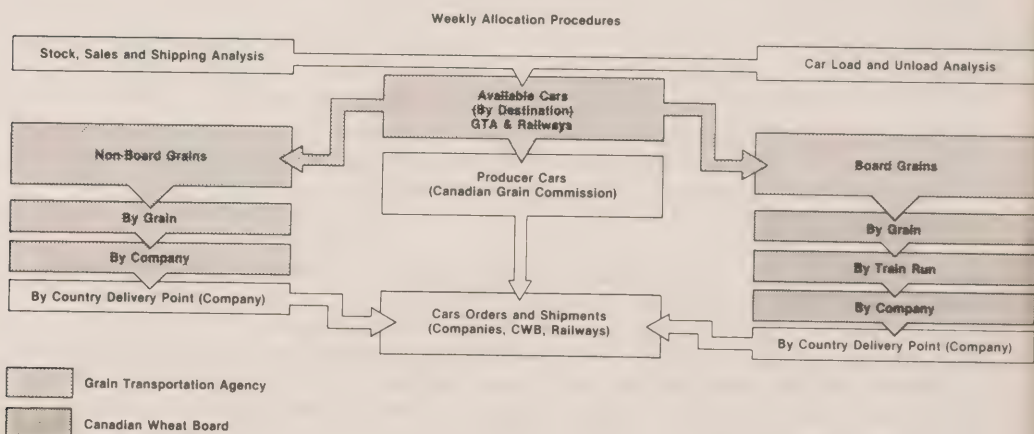 Weekly Allocation Procedures
Stock, Sales and Shipping Analysis
Car Load and Unload Analysis
Available Cars
(By Destination)
GTA & Railways
Non-Board Grains
Board Grains
Producer Cars
(Canadian Grain Commission)
By Grain
By Grain
By Company
By Train Run
By Country Delivery Point (Company)
Cars Orders and Shipments
(Companies, CWB, Railways)
By Company
By Country Delivery Point (Company)
Grain Transportation Agency
Canadian Wheat Board